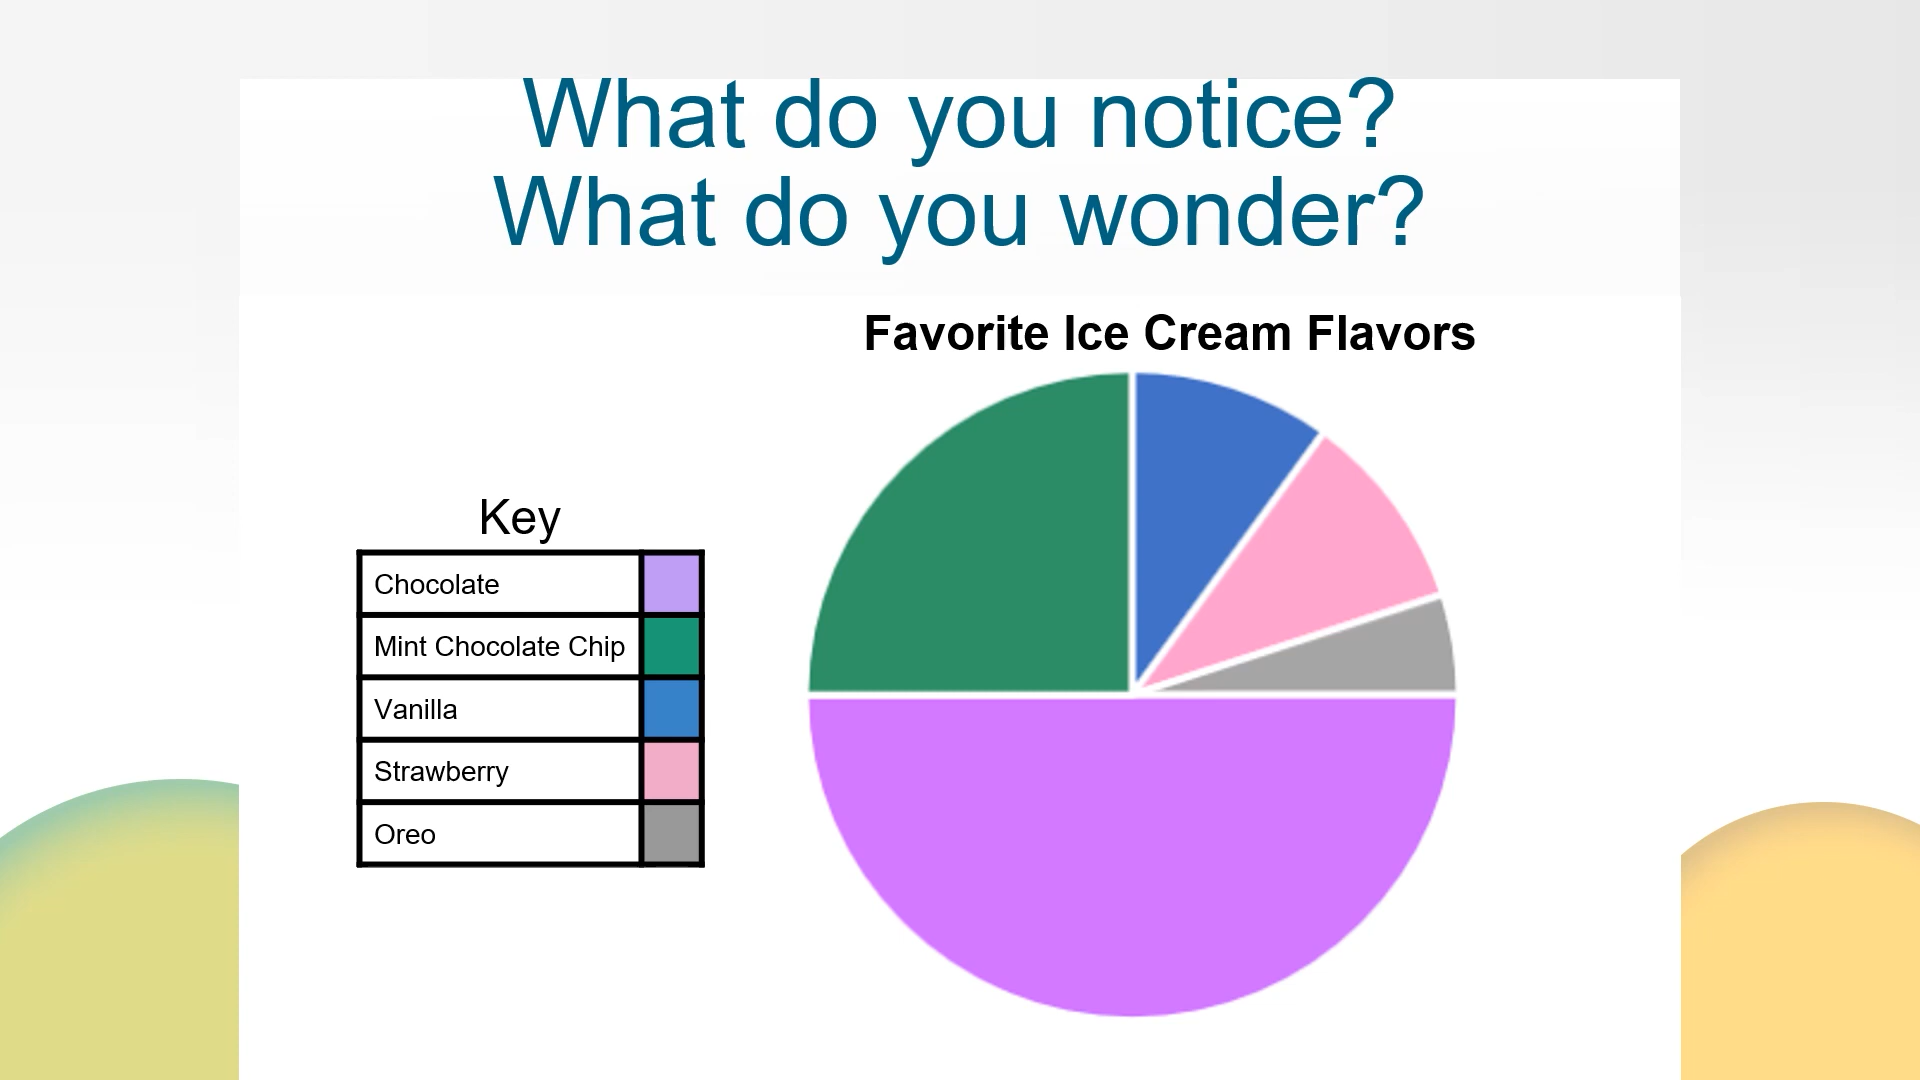 What do you notice?
What do you wonder?
Favorite Ice Cream Flavors
Key
Chocolate
Mint Chocolate Chip
Vanilla
Strawberry
Oreo